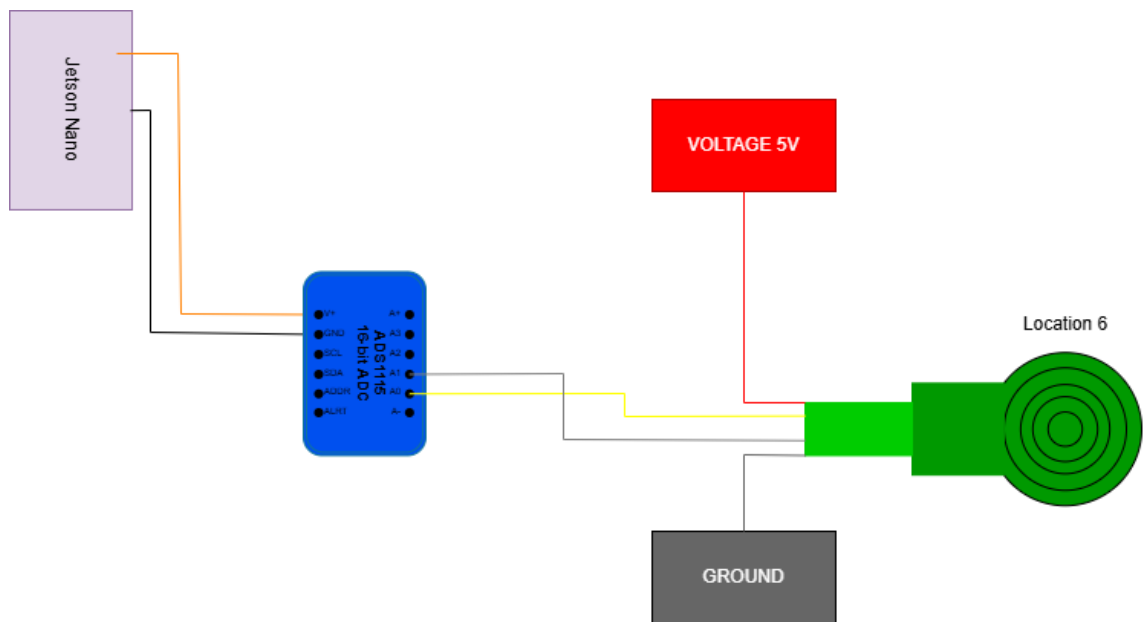 Jetson Nano
VOLTAGE 5V
Location 6
V+
GND
SCL
SDA
ADDR
ALRT
ADS1115
16-bit ADC
A+
A3
A2
A1
A0
A-
GROUND